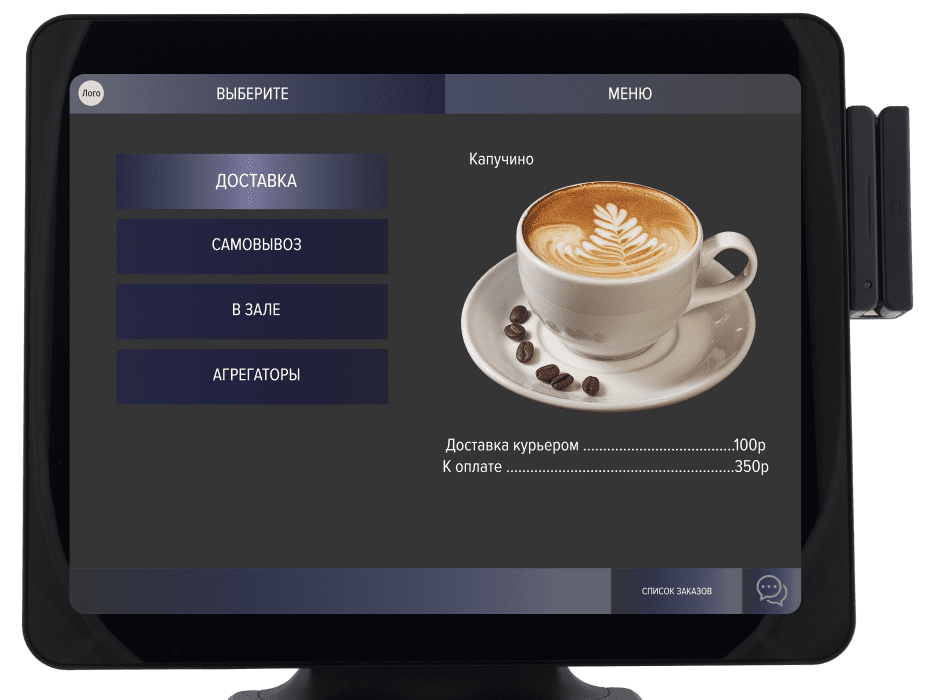 Лого
ВЫБЕРИТЕ
МЕНЮ
ДОСТАВКА
САМОВЫВОЗ
В ЗАЛЕ
АГРЕГАТОРЫ
Капучино
Доставка курьером ......................................100р
К оплате .........................................................350р
СПИСОК ЗАКАЗОВ